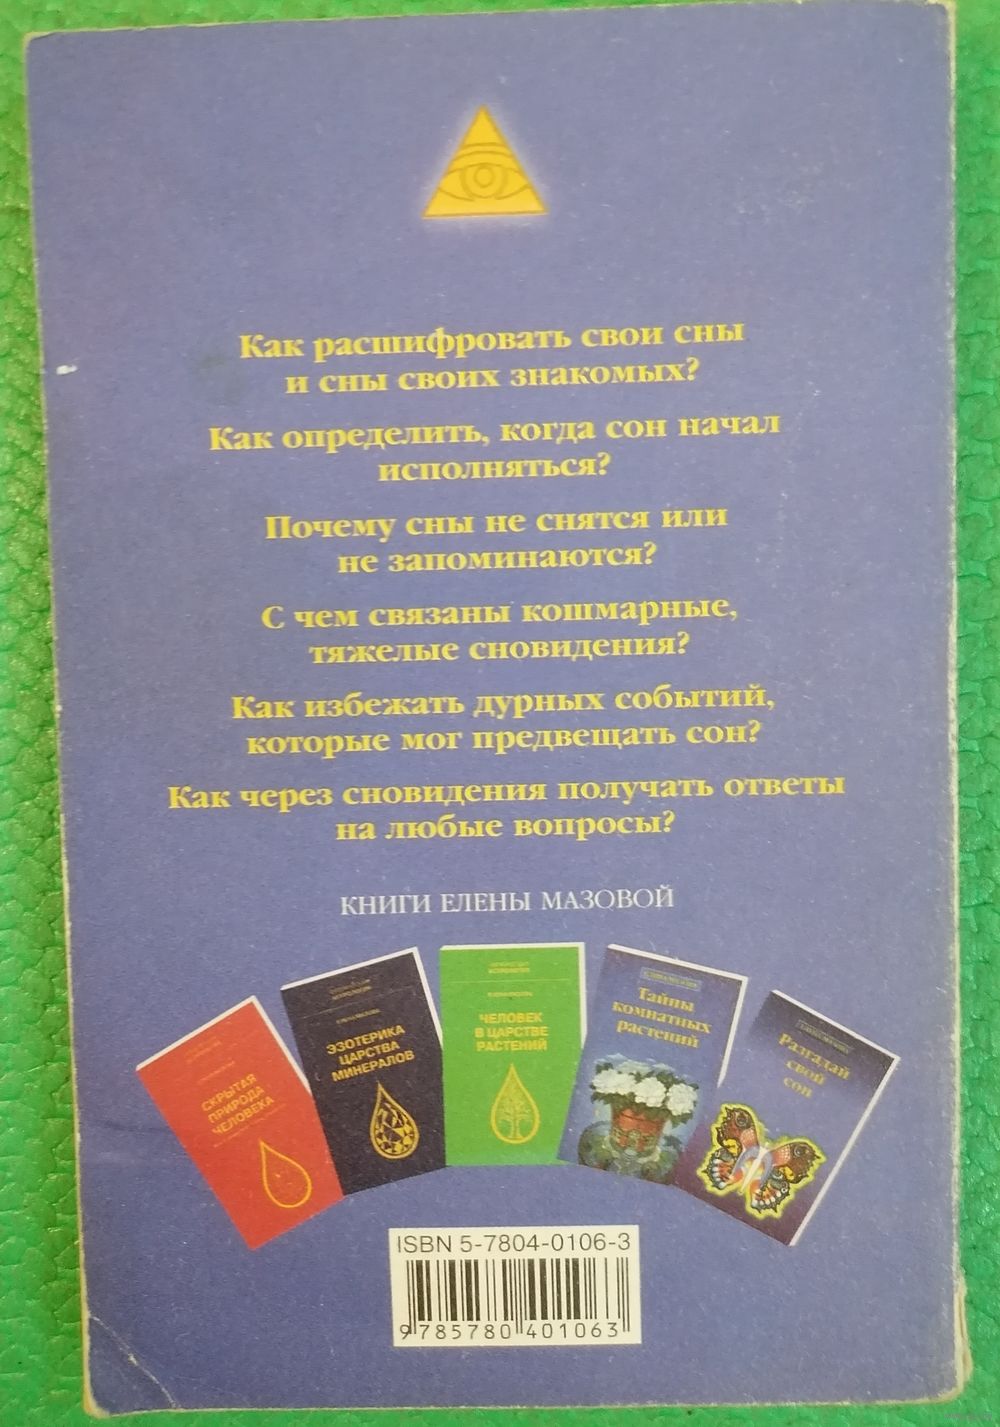 Как расшифровать свои сны
и сны своих знакомых?
Как определить, когда сон начал
исполняться?
Почему сны не снятся или
не запоминаются?
С чем связаны кошмарные,
тяжелые сновидения?
Как избежать дурных событий,
которые мог предвещать сон?
Как через сновидения получать ответы
на любые вопросы?
КНИГИ ЕЛЕНЫ МАЗОВОЙ
СКРЫТАЯ
ПРИРОДА
ЧЕЛОВЕКА
ЭЗОТЕРИКА
ЦАРСТВА
МИНЕРАЛОВ
ЧЕЛОВЕК
В ЦАРСТВЕ
РАСТЕНИЙ
Тайны
комнатных
растений
Разгадай
свой
сон
ISBN 5-7804-0106-3
9 785780 401063